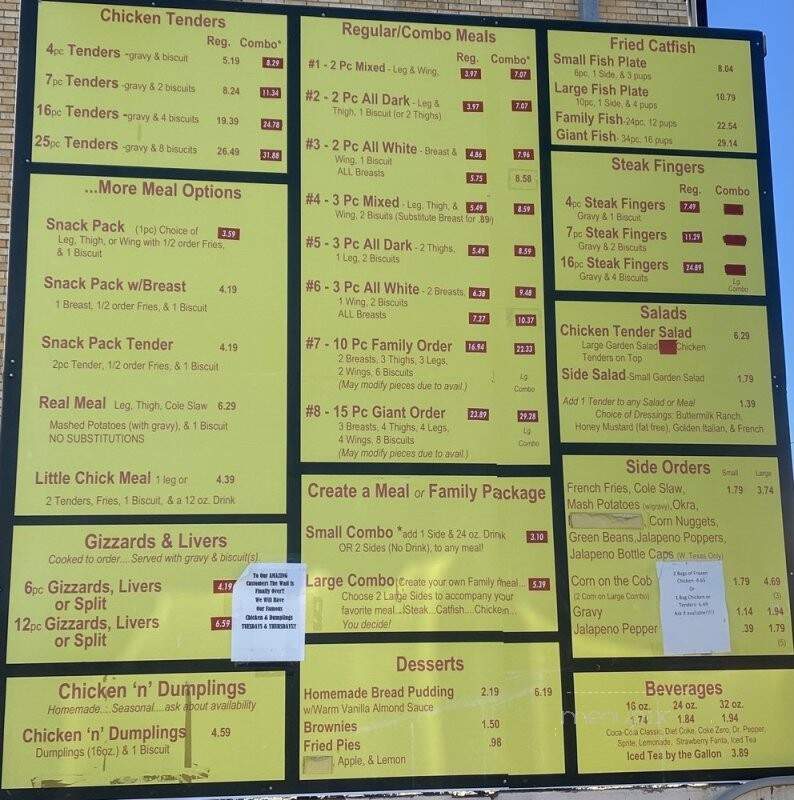 Chicken Tenders
Reg. Combo*
4pc Tenders -gravy & biscuit 5.19 8.29
7pc Tenders -gravy & 2 biscuits 8.24 11.34
16pc Tenders -gravy & 4 biscuits 19.39 24.78
25pc Tenders -gravy & 8 bisucits 26.49 31.88
...More Meal Options
Snack Pack (1pc) Choice of 3.59
Leg, Thigh, or Wing with 1/2 order Fries,
& 1 Biscuit
Snack Pack w/Breast 4.19
1 Breast, 1/2 order Fries, & 1 Biscuit
Snack Pack Tender 4.19
2pc Tender, 1/2 order Fries, & 1 Biscuit
Real Meal Leg, Thigh, Cole Slaw 6.29
Mashed Potatoes (with gravy), & 1 Biscuit
NO SUBSTITUTIONS
Little Chick Meal 1 leg or 4.39
2 Tenders, Fries, 1 Biscuit, & a 12 oz. Drink
Gizzards & Livers
Cooked to order....Served with gravy & biscuit(s)
6pc Gizzards, Livers 4.19
or Split
12pc Gizzards, Livers 6.59
or Split
To Our AMAZING
Customers The Wait is
Finally Over!!
We Will Have
Our Famous
Chicken & Dumplings
TUESDAYS & THURSDAYS!!
Chicken 'n' Dumplings
Homemade....Seasonal....ask about availability
Chicken 'n' Dumplings 4.59
Dumplings (16oz.) & 1 Biscuit
Regular/Combo Meals
Reg. Combo*
#1 - 2 Pc Mixed - Leg & Wing, 3.97 7.07
#2 - 2 Pc All Dark - Leg & 3.97 7.07
Thigh, 1 Biscuit (or 2 Thighs)
#3 - 2 Pc All White - Breast & 4.86 7.96
Wing, 1 Biscuit
ALL Breasts 5.75 8.58
#4 - 3 Pc Mixed - Leg, Thigh, & 5.49 8.59
Wing, 2 Bisuits (Substitute Breast for .89)
#5 - 3 Pc All Dark - 2 Thighs, 5.49 8.59
1 Leg, 2 Biscuits
#6 - 3 Pc All White - 2 Breasts, 6.38 9.48
1 Wing, 2 Biscuits
ALL Breasts 7.27 10.37
#7 - 10 Pc Family Order 16.94 22.33
2 Breasts, 3 Thighs, 3 Legs,
2 Wings, 6 Biscuits Lg
(May modify pieces due to avail.) Combo
#8 - 15 Pc Giant Order 23.89 29.28
3 Breasts, 4 Thighs, 4 Legs, Lg
4 Wings, 8 Biscuits Combo
(May modify pieces due to avail.)
Create a Meal or Family Package
Small Combo *add 1 Side & 24 oz. Drink 3.10
OR 2 Sides (No Drink), to any meal!
Large Combo Create your own Family meal... 5.39
Choose 2 Large Sides to accompany your
favorite meal...!Steak...Catfish....Chicken...
You decide!
Desserts
Homemade Bread Pudding 2.19 6.19
w/Warm Vanilla Almond Sauce
Brownies 1.50
Fried Pies .98
Apple, & Lemon
Fried Catfish
Small Fish Plate 8.04
6pc, 1 Side, & 3 pups
Large Fish Plate 10.79
10pc, 1 Side, & 4 pups
Family Fish-24pc, 12 pups 22.54
Giant Fish- 34pc, 16 pups 29.14
Steak Fingers
Reg. Combo
4pc Steak Fingers 7.49
Gravy & 1 Biscuit
7pc Steak Fingers 11.29
Gravy & 2 Biscuits
16pc Steak Fingers 24.89
Gravy & 4 Biscuits Lg
Combo
Salads
Chicken Tender Salad 6.29
Large Garden Salad Chicken
Tenders on Top
Side Salad-Small Garden Salad 1.79
Add 1 Tender to any Salad or Meal 1.39
Choice of Dressings: Buttermilk Ranch,
Honey Mustard (fat free), Golden Italian, & French
Side Orders Small Large
French Fries, Cole Slaw, 1.79 3.74
Mash Potatoes (w/gravy),Okra,
, Corn Nuggets,
Green Beans,Jalapeño Poppers,
Jalapeno Bottle Caps (W. Texas Only)
Corn on the Cob 1.79 4.69
(2 Corn on Large Combo) (3)
Gravy 1.14 1.94
Jalapeño Pepper .39 1.79
(5)
2 Bags of Frozen
Chicken
Or
1 Bag Chicken or
Tenders
Ask if available!!!!
Beverages
16 oz. 24 oz. 32 oz.
1.74 1.84 1.94
Coca-Coa Classic, Diet Coke, Coke Zero, Dr. Pepper,
Sprite, Lemonade, Strawberry Fanta, Iced Tea
Iced Tea by the Gallon 3.89